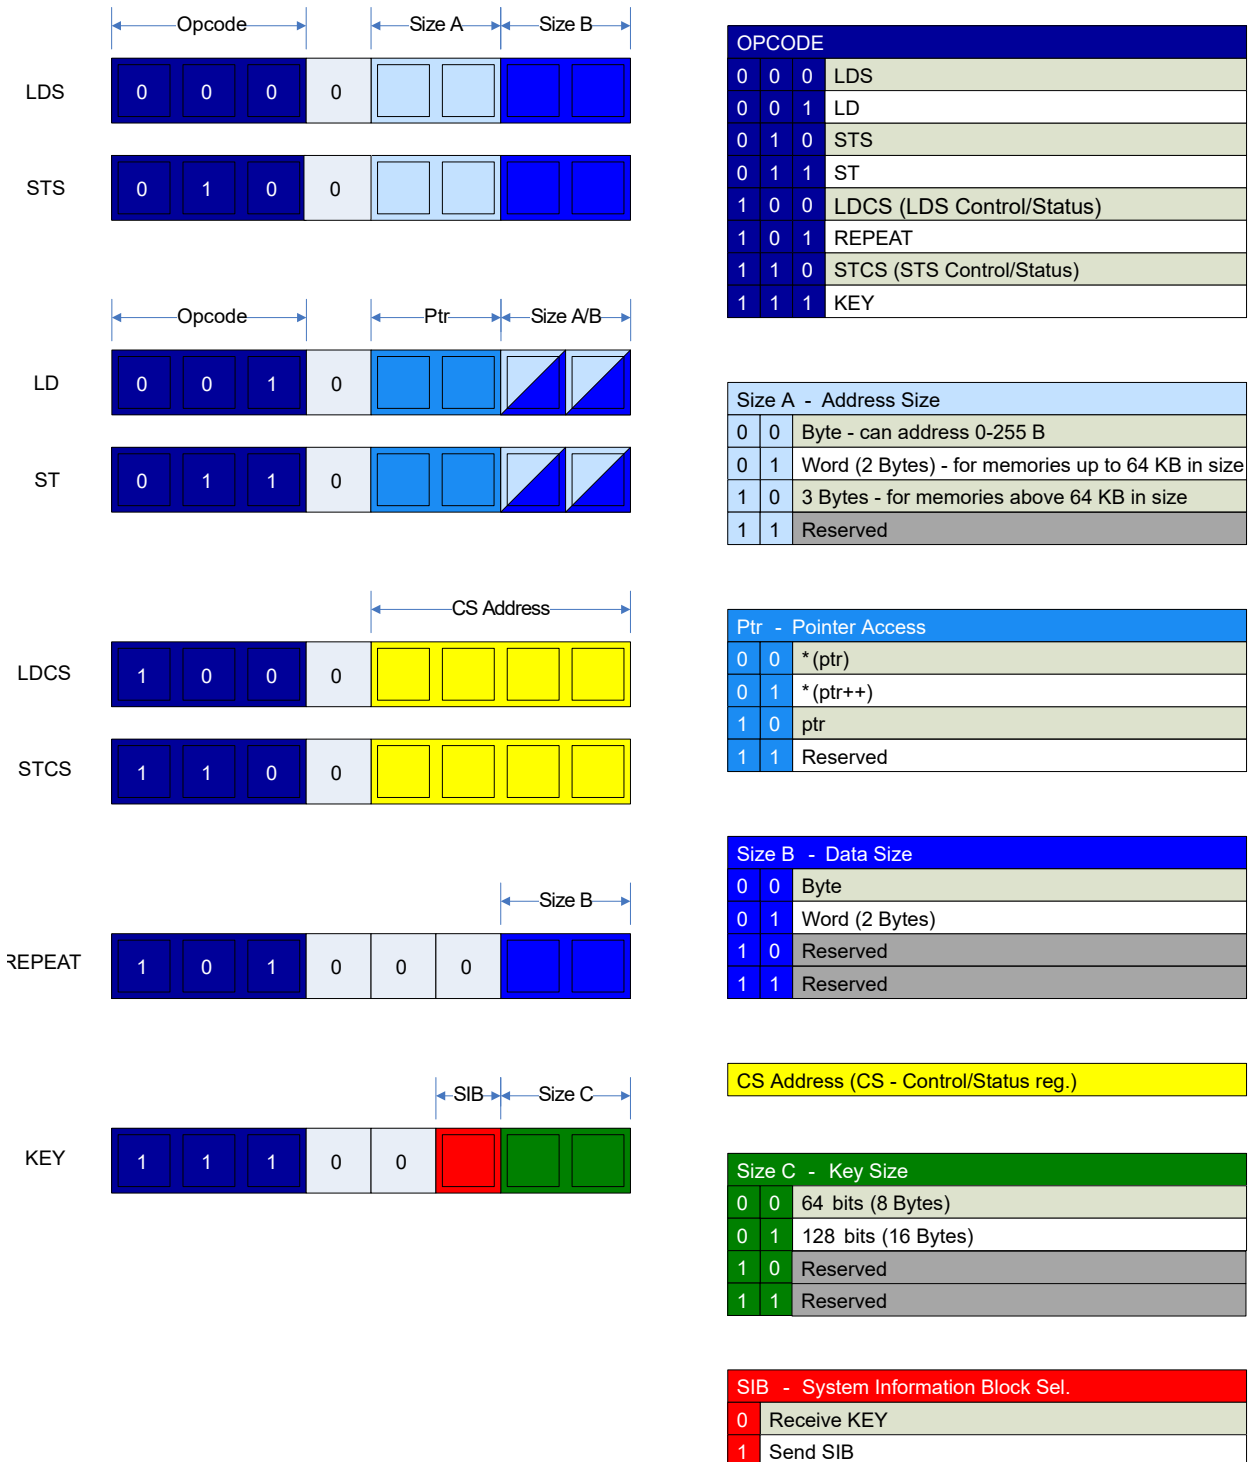 Opcode Size A Size B
LDS 0 0 0 0
STS 0 1 0 0
Opcode Ptr Size A/B
LD 0 0 1 0
ST 0 1 1 0
CS Address
LDCS 1 0 0 0
STCS 1 1 0 0
Size B
REPEAT 1 0 1 0 0 0
SIB Size C
KEY 1 1 1 0 0
OPCODE
0 0 0 LDS
0 0 1 LD
0 1 0 STS
0 1 1 ST
1 0 0 LDCS (LDS Control/Status)
1 0 1 REPEAT
1 1 0 STCS (STS Control/Status)
1 1 1 KEY
Size A - Address Size
0 0 Byte - can address 0-255 B
0 1 Word (2 Bytes) - for memories up to 64 KB in size
1 0 3 Bytes - for memories above 64 KB in size
1 1 Reserved
Ptr - Pointer Access
0 0 *(ptr)
0 1 *(ptr++)
1 0 ptr
1 1 Reserved
Size B - Data Size
0 0 Byte
0 1 Word (2 Bytes)
1 0 Reserved
1 1 Reserved
CS Address (CS - Control/Status reg.)
Size C - Key Size
0 0 64 bits (8 Bytes)
0 1 128 bits (16 Bytes)
1 0 Reserved
1 1 Reserved
SIB - System Information Block Sel.
0 Receive KEY
1 Send SIB